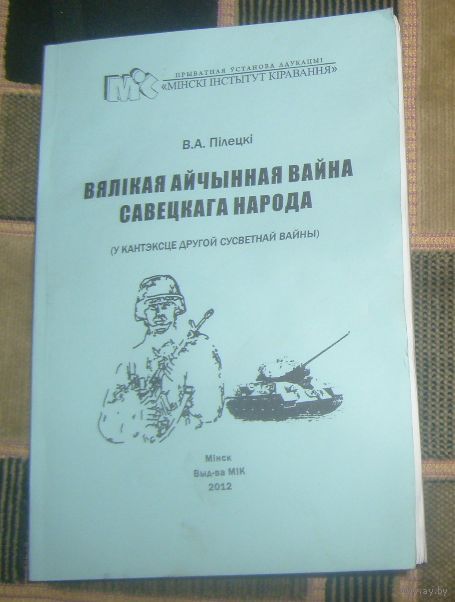 МІК
ПРЫВАТНАЯ ЎСТАНОВА АДУКАЦЫІ
«МІНСКІ ІНСТЫТУТ КІРАВАННЯ»
В.А. Пілецкі
ВЯЛІКАЯ АЙЧЫННАЯ ВАЙНА
САВЕЦКАГА НАРОДА
(У КАНТЭКСЦЕ ДРУГОЙ СУСВЕТНАЙ ВАЙНЫ)
Мінск
Выд-ва МІК
2012